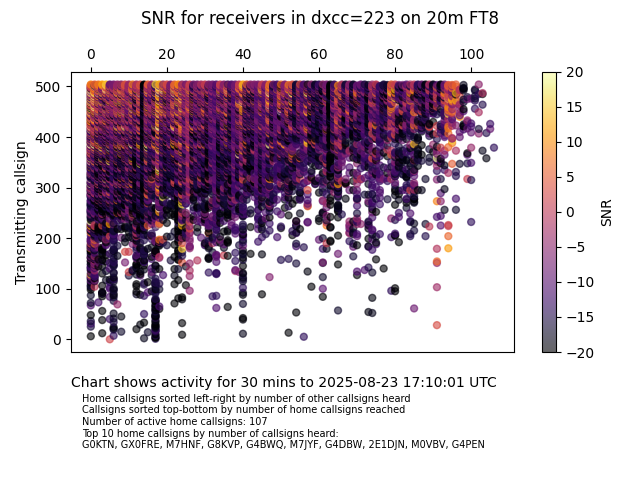 SNR for receivers in dxcc=223 on 20m FT8
0 20 40 60 80 100
500
400
300
200
100
0
Transmitting callsign
20
15
10
5
0
−5
−10
−15
−20
SNR
Chart shows activity for 30 mins to 2025-08-23 17:10:01 UTC
Home callsigns sorted left-right by number of other callsigns heard
Callsigns sorted top-bottom by number of home callsigns reached
Number of active home callsigns: 107
Top 10 home callsigns by number of callsigns heard:
G0KTN, GX0FRE, M7HNF, G8KVP, G4BWQ, M7JYF, G4DBW, 2E1DJN, M0VBV, G4PEN